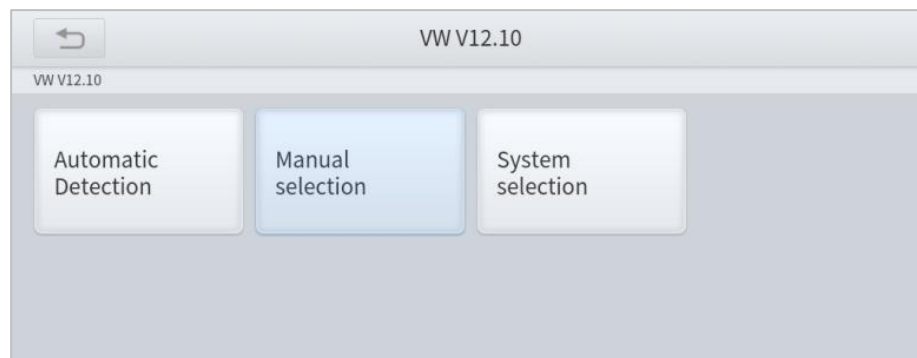 VW V12.10
VW V12.10
Automatic
Detection
Manual
selection
System
selection